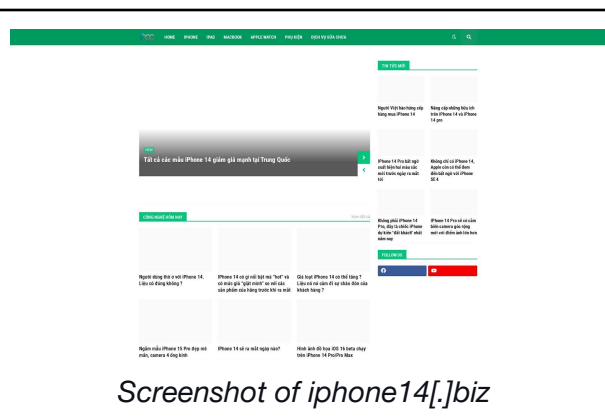 HOME IPHONE IPAD MACBOOK APPLE WATCH PHỤ KIỆN DỊCH VỤ SỬA CHỮA
VIEW
Tất cả các mẫu iPhone 14 giảm giá mạnh tại Trung Quốc
CÔNG NGHỆ HÔM NAY
Xem tất cả
Người dùng thờ ơ với iPhone 14.
Liệu có đúng không ?
iPhone 14 có gì nổi bật mà "hot" và
có mức giá "giật mình" so với các
sản phẩm của hãng trước khi ra mắt
Giá loạt iPhone 14 có thể tăng ?
Liệu có nó cảm đi sự chào đón của
khách hàng ?
Ngắm mẫu iPhone 15 Pro đẹp mê
mẩn, camera 4 ống kính
iPhone 14 sẽ ra mắt ngày nào?
Hình ảnh đồ họa iOS 16 beta chạy
trên iPhone 14 Pro/Pro Max
TIN TỨC MỚI
Người Việt hào hứng xếp
hàng mua iPhone 14
Nâng cấp những hữu ích
trên iPhone 14 và iPhone
14 pro
iPhone 14 Pro bất ngờ
xuất hiện hai màu sắc
mới trước ngày ra mắt
tới
Không chỉ có iPhone 14,
Apple còn có thể đem
đến bất ngờ với iPhone
SE 4
Không phải iPhone 14
Pro, đây là chiếc iPhone
dự kiến "đắt khách" nhất
năm nay
iPhone 14 Pro sẽ có cảm
biến camera góc rộng
mới với điểm ảnh lớn hơn
FOLLOW US
Screenshot of iphone14[.]biz